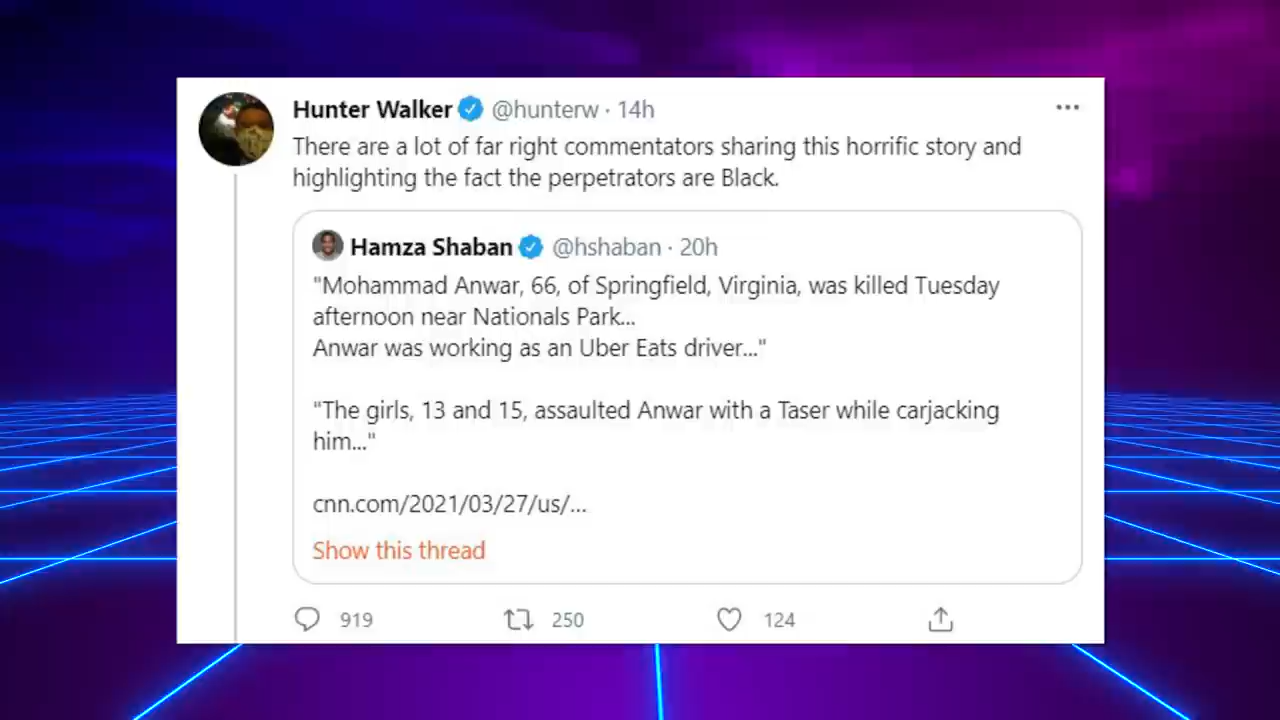 Hunter Walker @hunterw · 14h
There are a lot of far right commentators sharing this horrific story and
highlighting the fact the perpetrators are Black.
Hamza Shaban @hshaban · 20h
"Mohammad Anwar, 66, of Springfield, Virginia, was killed Tuesday
afternoon near Nationals Park...
Anwar was working as an Uber Eats driver..."
"The girls, 13 and 15, assaulted Anwar with a Taser while carjacking
him..."
cnn.com/2021/03/27/us/...
Show this thread
919 250 124